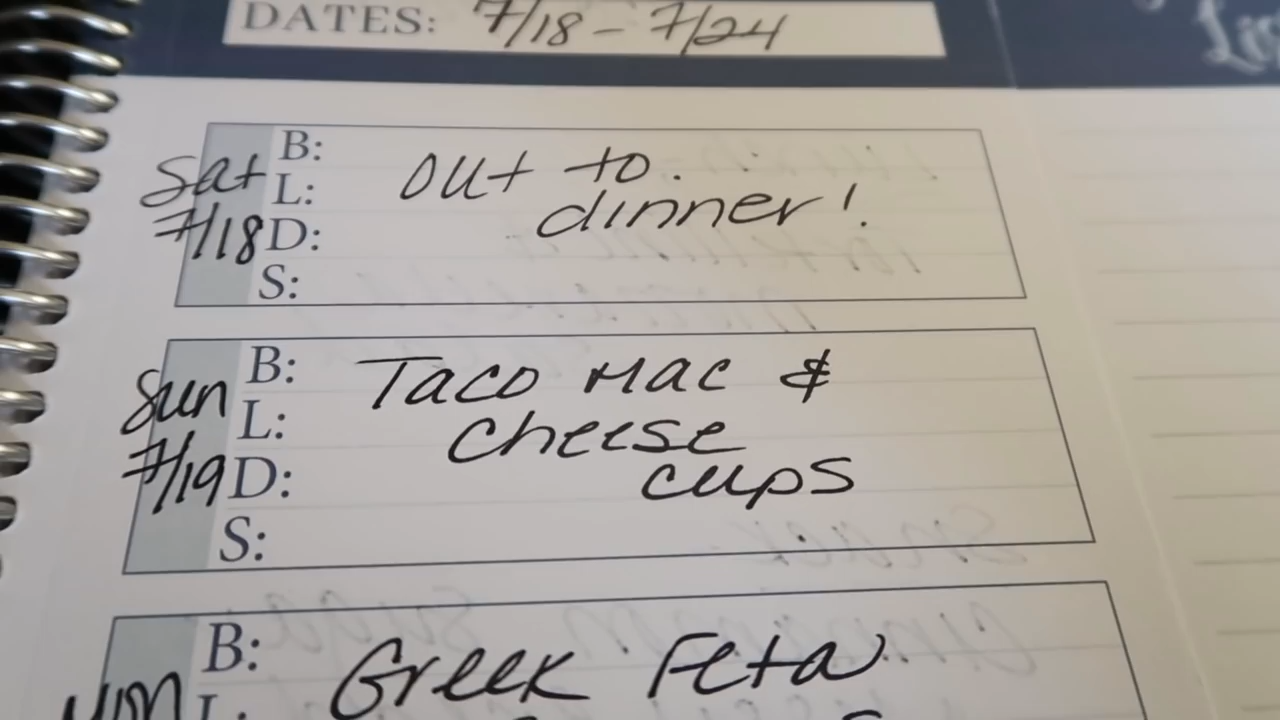 DATES: 7/18 - 7/24
Sat
7/18
B:
L:
D:
S:
Out to
dinner!
Sun
7/19
B:
L:
D:
S:
Taco Mac &
Cheese
cups
B:
L:
Greek Feta